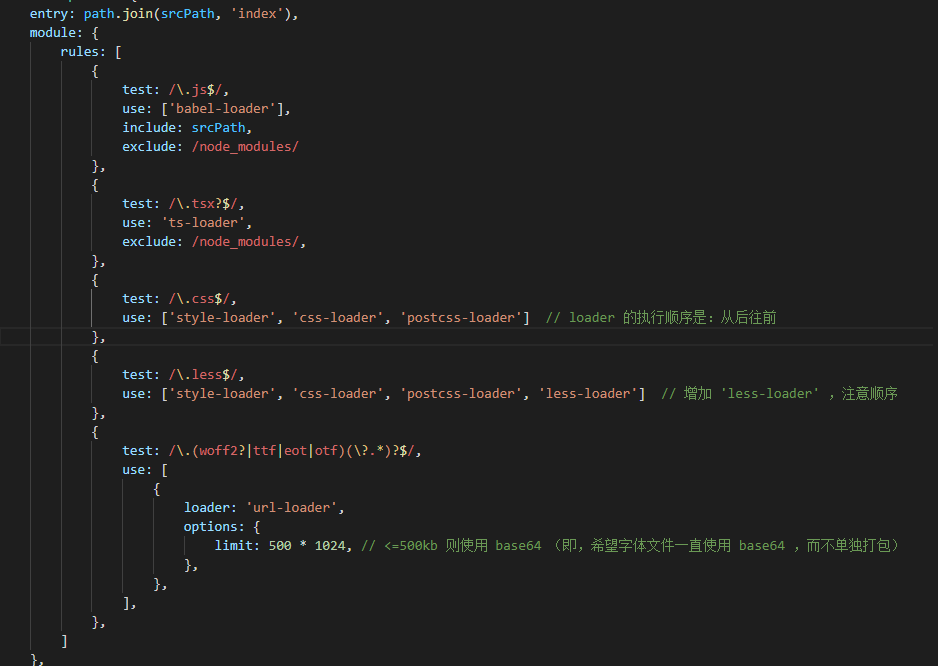 entry: path.join(srcPath, 'index'),
module: {
rules: [
{
test: /\.js$/,
use: ['babel-loader'],
include: srcPath,
exclude: /node_modules/
},
{
test: /\.tsx?$/,
use: 'ts-loader',
exclude: /node_modules/,
},
{
test: /\.css$/,
use: ['style-loader', 'css-loader', 'postcss-loader'] // loader 的执行顺序是：从后往前
},
{
test: /\.less$/,
use: ['style-loader', 'css-loader', 'postcss-loader', 'less-loader'] // 增加 'less-loader' ，注意顺序
},
{
test: /\.(woff2?|ttf|eot|otf)(\?.*)?$/,
use: [
{
loader: 'url-loader',
options: {
limit: 500 * 1024, // <=500kb 则使用 base64 （即，希望字体文件一直使用 base64 ，而不单独打包）
},
},
],
},
]
},